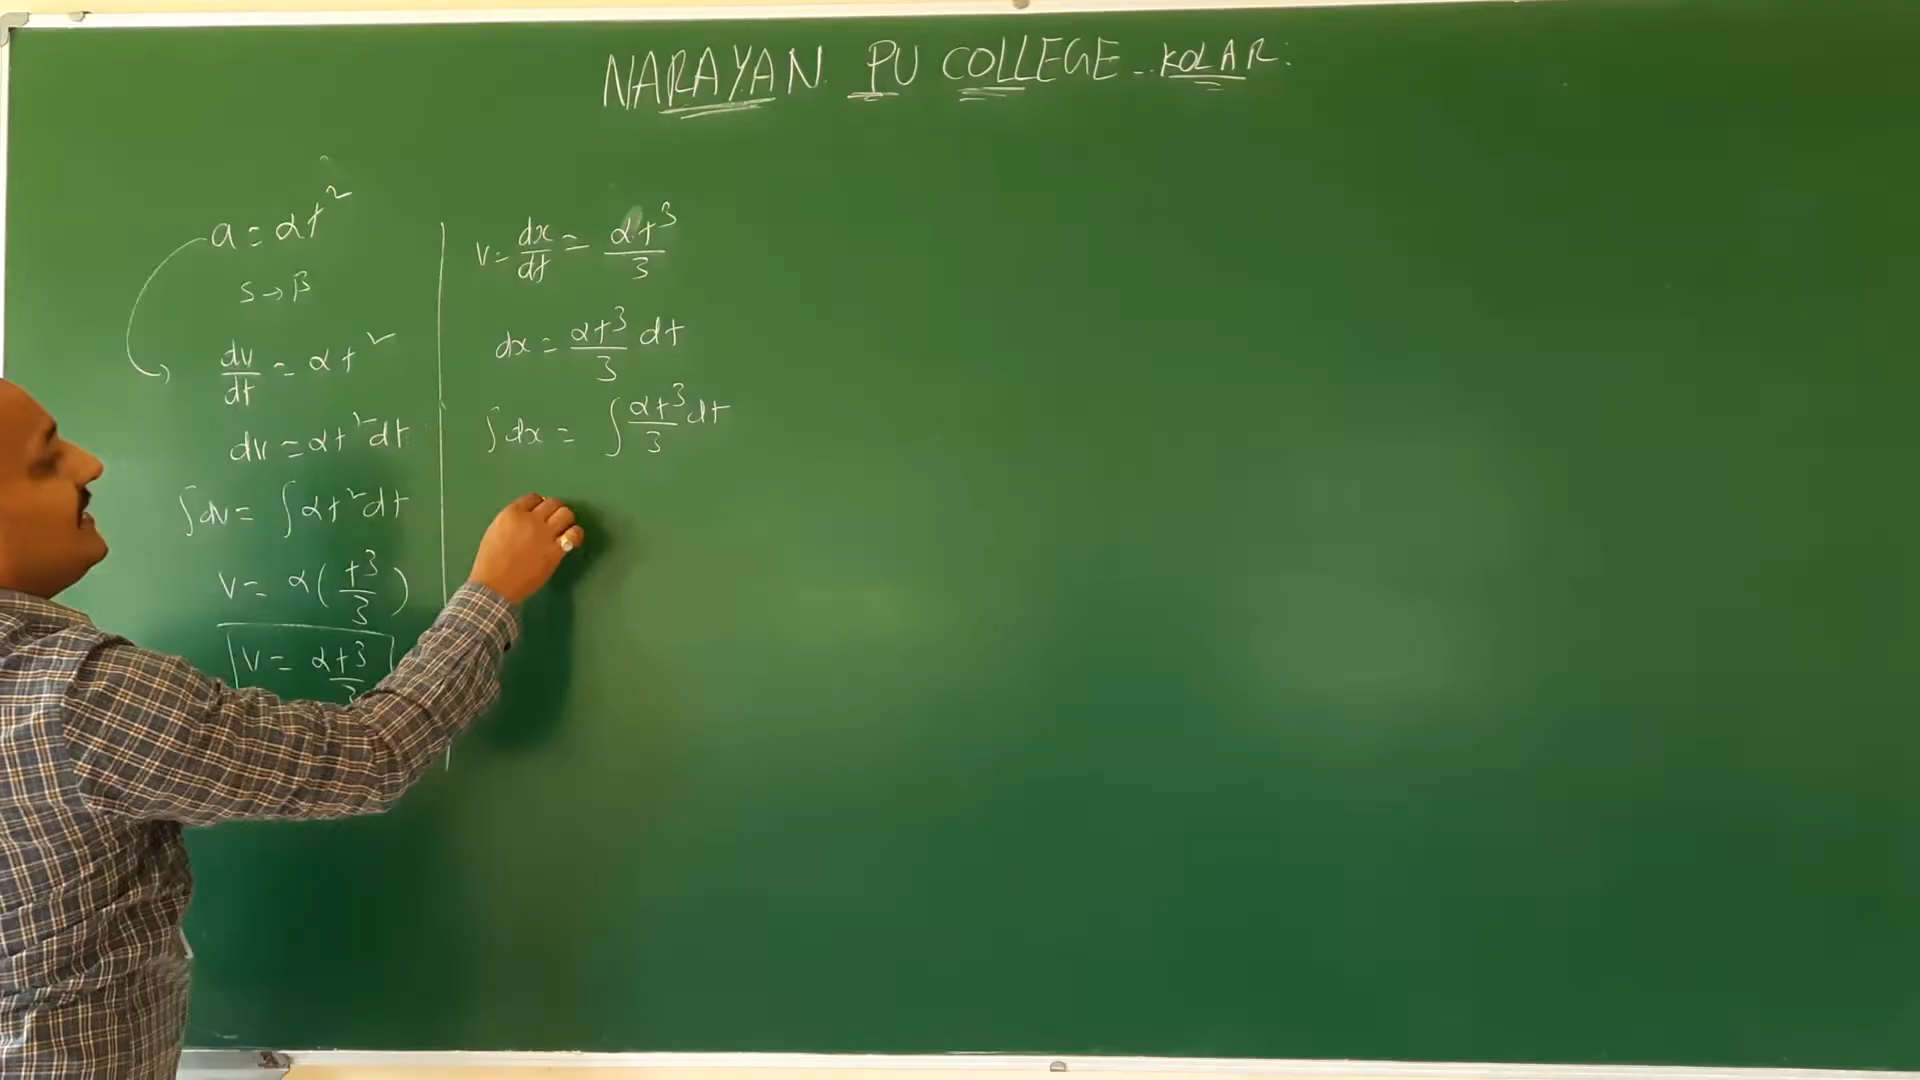 NARAYAN PU COLLEGE - KOLAR:
a = αt²
s → β
dv/dt = αt²
dv = αt² dt
∫dv = ∫αt² dt
v = α(t3/3)
v = αt3/3
v = dx/dt = αt³/3
dx = αt³/3 dt
∫dx = ∫αt³/3 dt